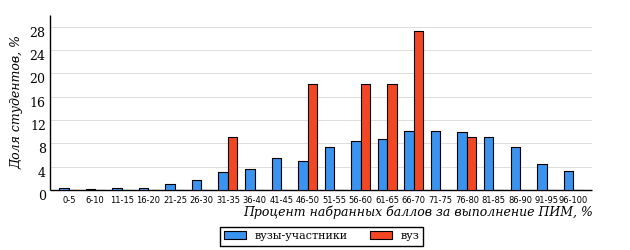 Доля студентов, %
28
24
20
16
12
8
4
0
0-5 6-10 11-15 16-20 21-25 26-30 31-35 36-40 41-45 46-50 51-55 56-60 61-65 66-70 71-75 76-80 81-85 86-90 91-95 96-100
Процент набранных баллов за выполнение ПИМ, %
вузы-участники вуз